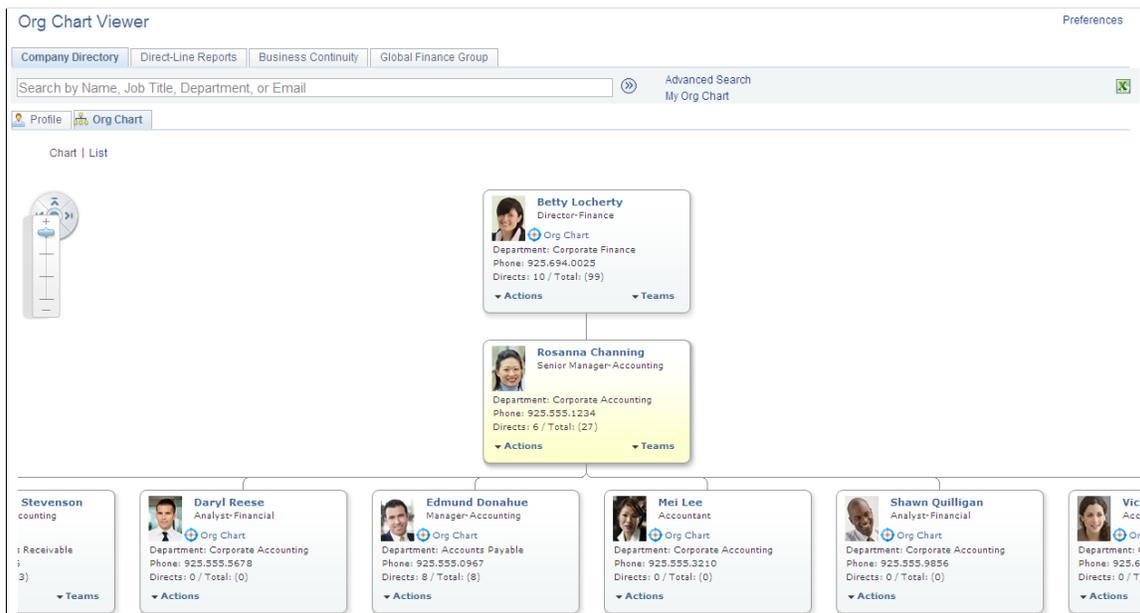 Org Chart Viewer
Preferences
Company Directory
Direct-Line Reports
Business Continuity
Global Finance Group
Search by Name, Job Title, Department, or Email
Advanced Search
My Org Chart
Profile
Org Chart
Chart | List
Betty Locherty
Director-Finance
Org Chart
Department: Corporate Finance
Phone: 925.694.0025
Directs: 10 / Total: (99)
Actions
Teams
Rosanna Channing
Senior Manager-Accounting
Department: Corporate Accounting
Phone: 925.555.1234
Directs: 6 / Total: (27)
Actions
Teams
Stevenson
counting
Receivable
3)
Teams
Daryl Reese
Analyst-Financial
Org Chart
Department: Corporate Accounting
Phone: 925.555.5678
Directs: 0 / Total: (0)
Actions
Edmund Donahue
Manager-Accounting
Org Chart
Department: Accounts Payable
Phone: 925.555.0967
Directs: 8 / Total: (8)
Actions
Mei Lee
Accountant
Org Chart
Department: Corporate Accounting
Phone: 925.555.3210
Directs: 0 / Total: (0)
Actions
Shawn Quilligan
Analyst-Financial
Org Chart
Department: Corporate Accounting
Phone: 925.555.9856
Directs: 0 / Total: (0)
Actions
Vic
Acc
Or
Department:
Phone: 925.
Directs: 0 / T
Actions